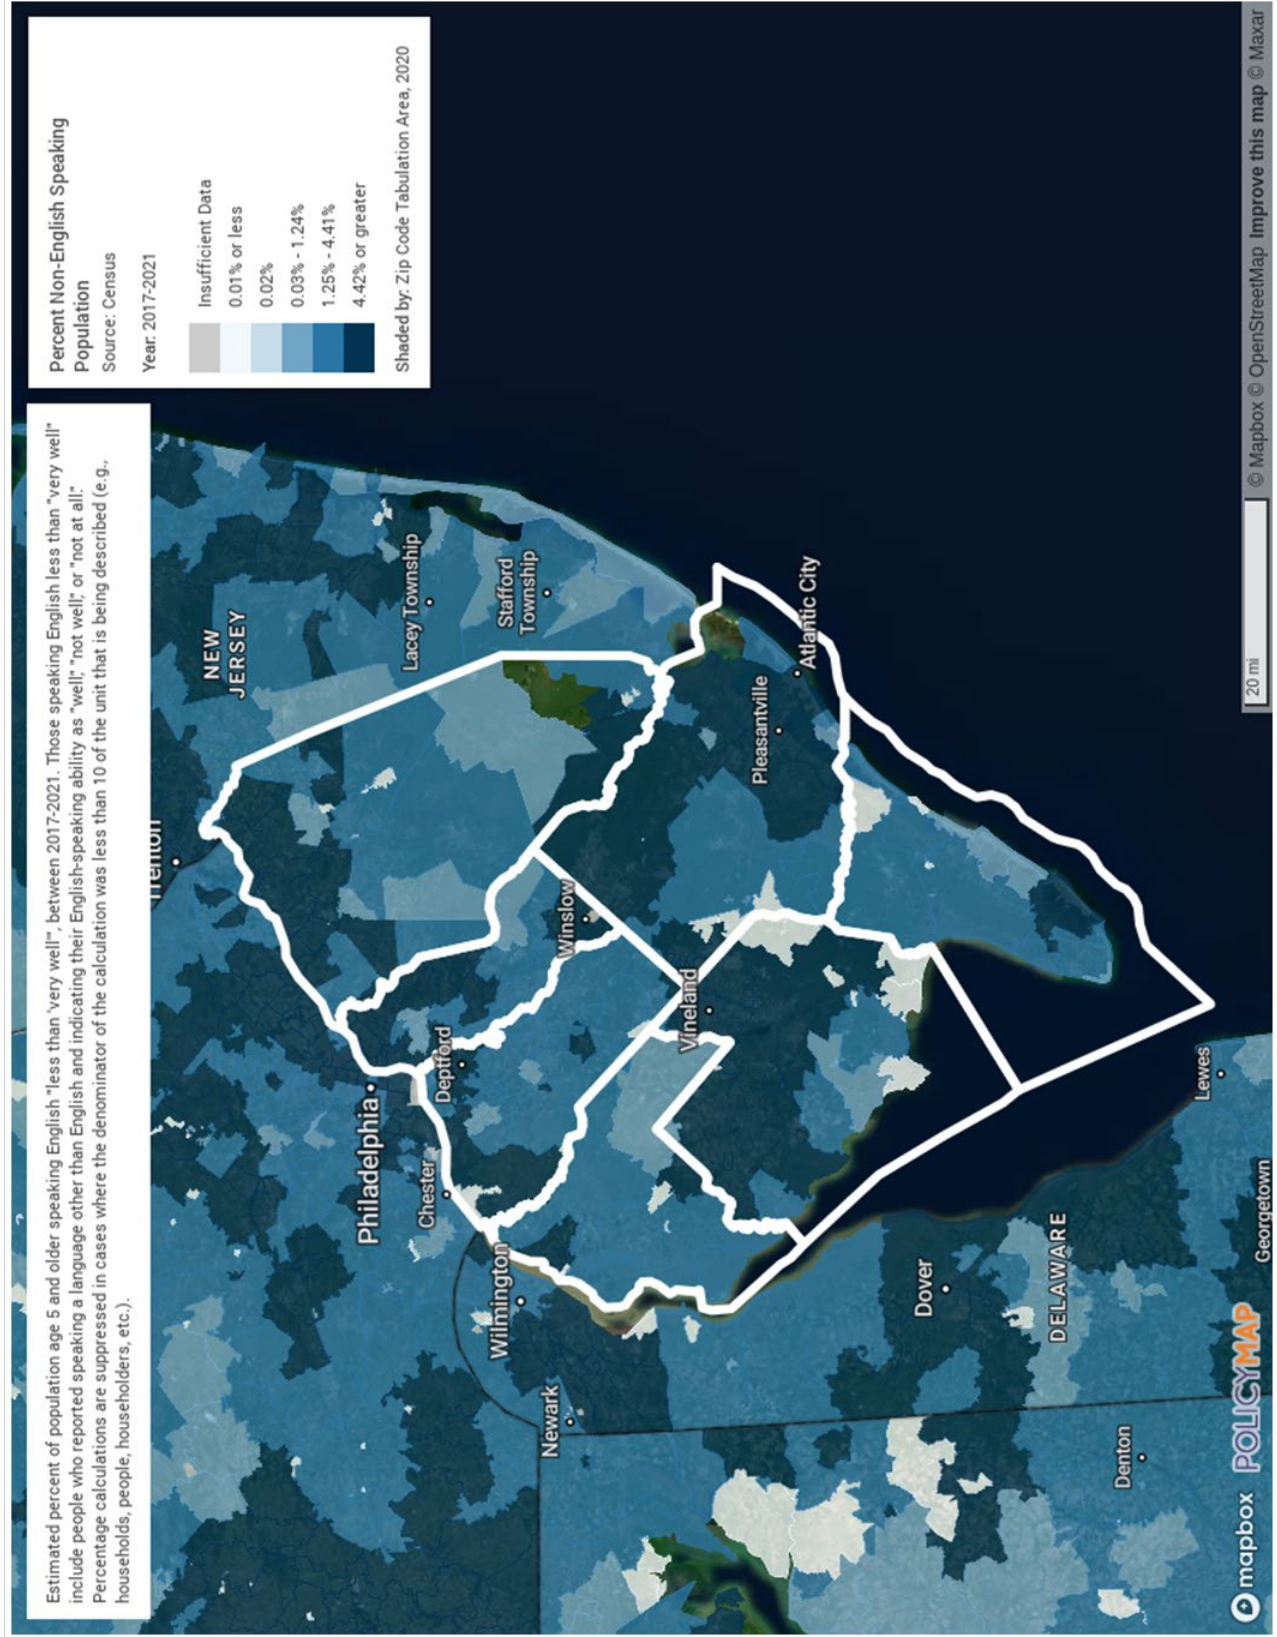 Estimated percent of population age 5 and older speaking English "less than 'very well'", between 2017-2021. Those speaking English less than "very well"
include people who reported speaking a language other than English and indicating their English-speaking ability as "well," "not well," or "not at all."
Percentage calculations are suppressed in cases where the denominator of the calculation was less than 10 of the unit that is being described (e.g.,
households, people, householders, etc.).
Percent Non-English Speaking
Population
Source: Census
Year: 2017-2021
Insufficient Data
0.01% or less
0.02%
0.03% - 1.24%
1.25% - 4.41%
4.42% or greater
Shaded by: Zip Code Tabulation Area, 2020
Trenton
NEW
JERSEY
Philadelphia
Lacey Township
Chester
Deptford
Stafford
Township
Wilmington
Winslow
Newark
Vineland
Pleasantville
Atlantic City
Dover
DELAWARE
Denton
Lewes
Georgetown
mapbox
POLICYMAP
20 mi
© Mapbox © OpenStreetMap Improve this map © Maxar